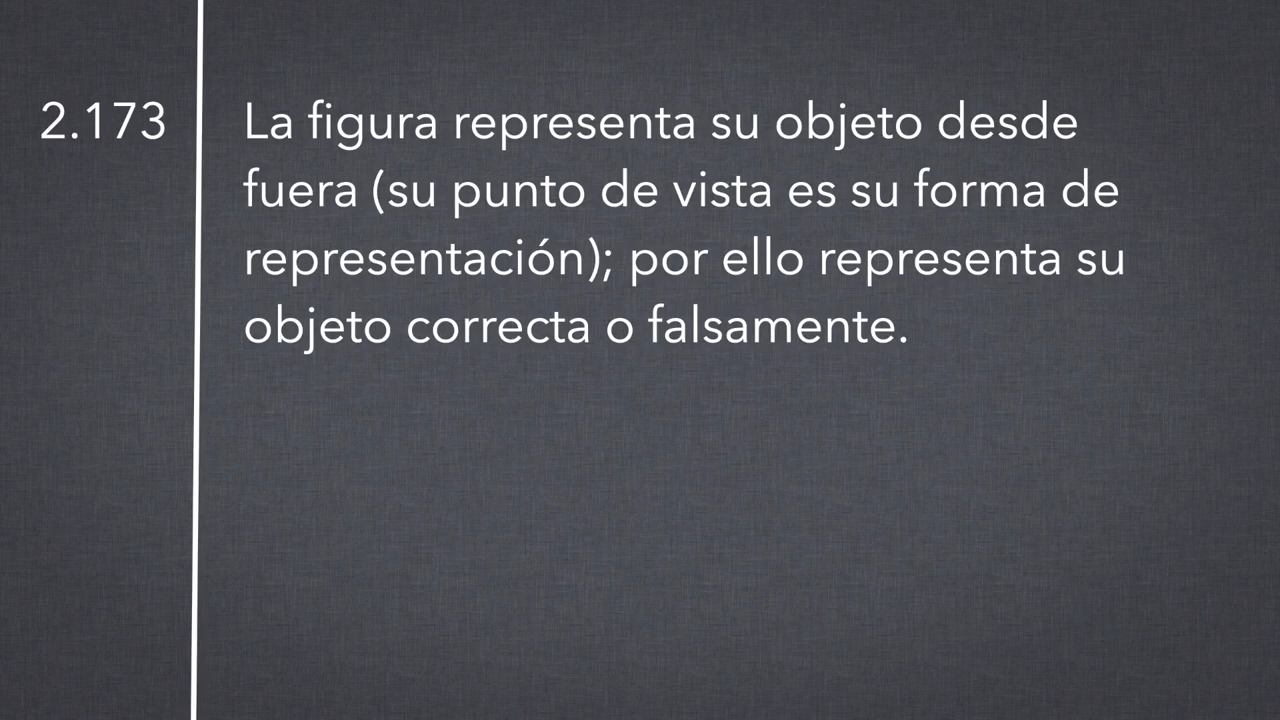 2.173
La figura representa su objeto desde
fuera (su punto de vista es su forma de
representación); por ello representa su
objeto correcta o falsamente.